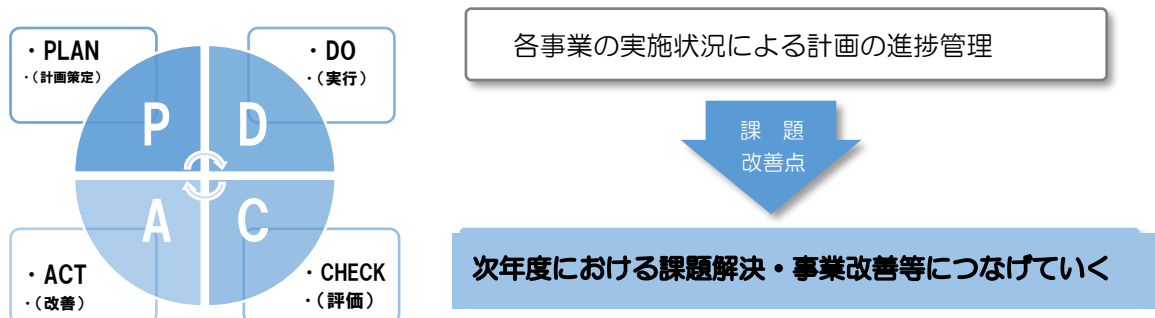 ・PLAN
・（計画策定）
・DO
・（実行）
P
D
A
C
・ACT
・（改善）
・CHECK
・（評価）
各事業の実施状況による計画の進捗管理
課　題
改善点
次年度における課題解決・事業改善等につなげていく